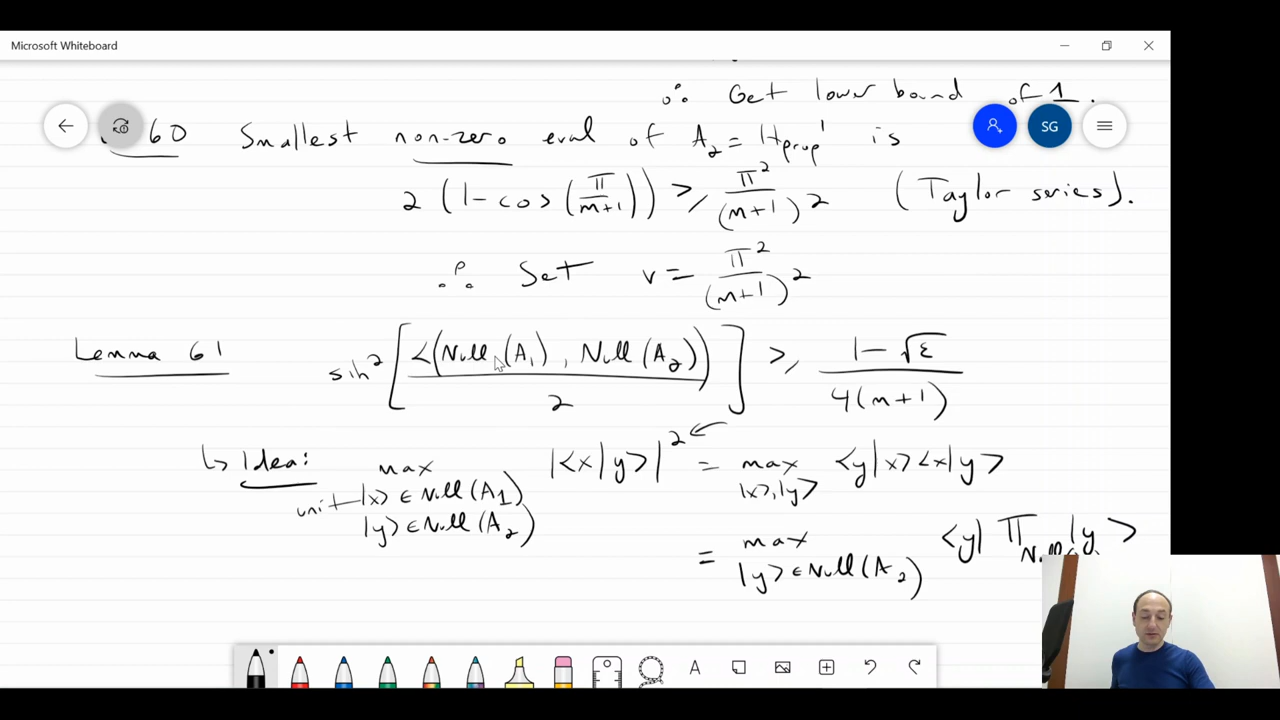 Microsoft Whiteboard
∴ Get lower bound of 1.
60 Smallest non-zero eval of A₂ = H'prop is
2 (1-cos(π/(m+1))) ≥ π²/(m+1)² (Taylor series).
∴ Set v = π²/(m+1)²
Lemma 61 sin² [∠(Null(A₁), Null(A₂))/2] ≥ (1-√ε)/(4(m+1))
↳ Idea: max |<x|y>|² = max <y|x><x|y>
unit |x> ∈ Null(A₁) |x>,|y>
|y> ∈ Null(A₂)
= max <y| Π_Null |y>
|y> ∈ Null(A₂)
SG
A